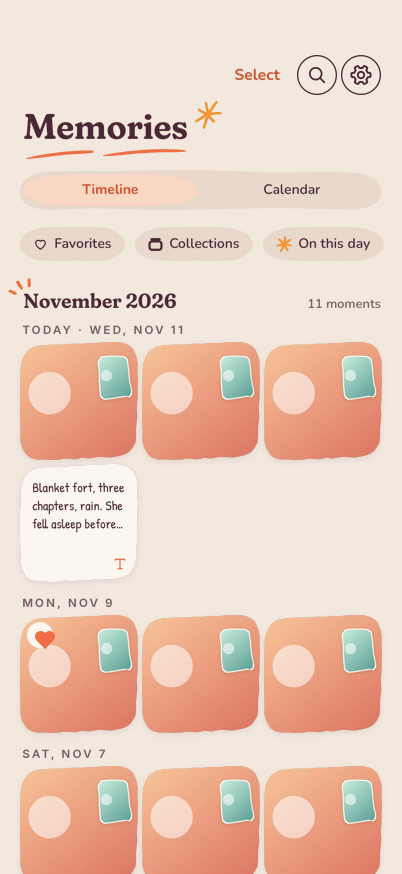 Select
Memories
Timeline
Calendar
Favorites
Collections
On this day
November 2026
11 moments
TODAY · WED, NOV 11
Blanket fort, three
chapters, rain. She
fell asleep before…
T
MON, NOV 9
SAT, NOV 7